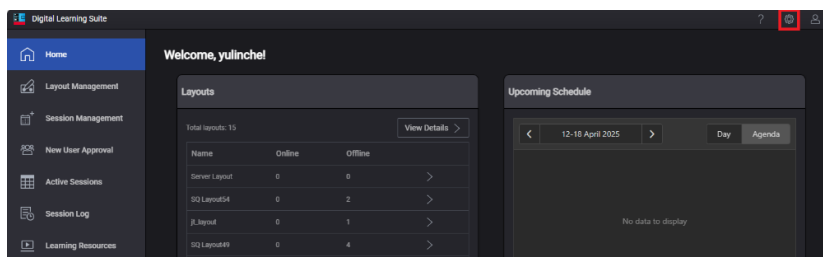 Digital Learning Suite
?
Home
Welcome, yulinche!
Layout Management
Session Management
New User Approval
Active Sessions
Session Log
Learning Resources
Layouts
Total layouts: 15
View Details >
Name Online Offline
Server Layout 0 0 >
SQ Layout54 0 2 >
jl_layout 0 1 >
SQ Layout49 0 4 >
Upcoming Schedule
< 12-18 April 2025 > Day Agenda
No data to display